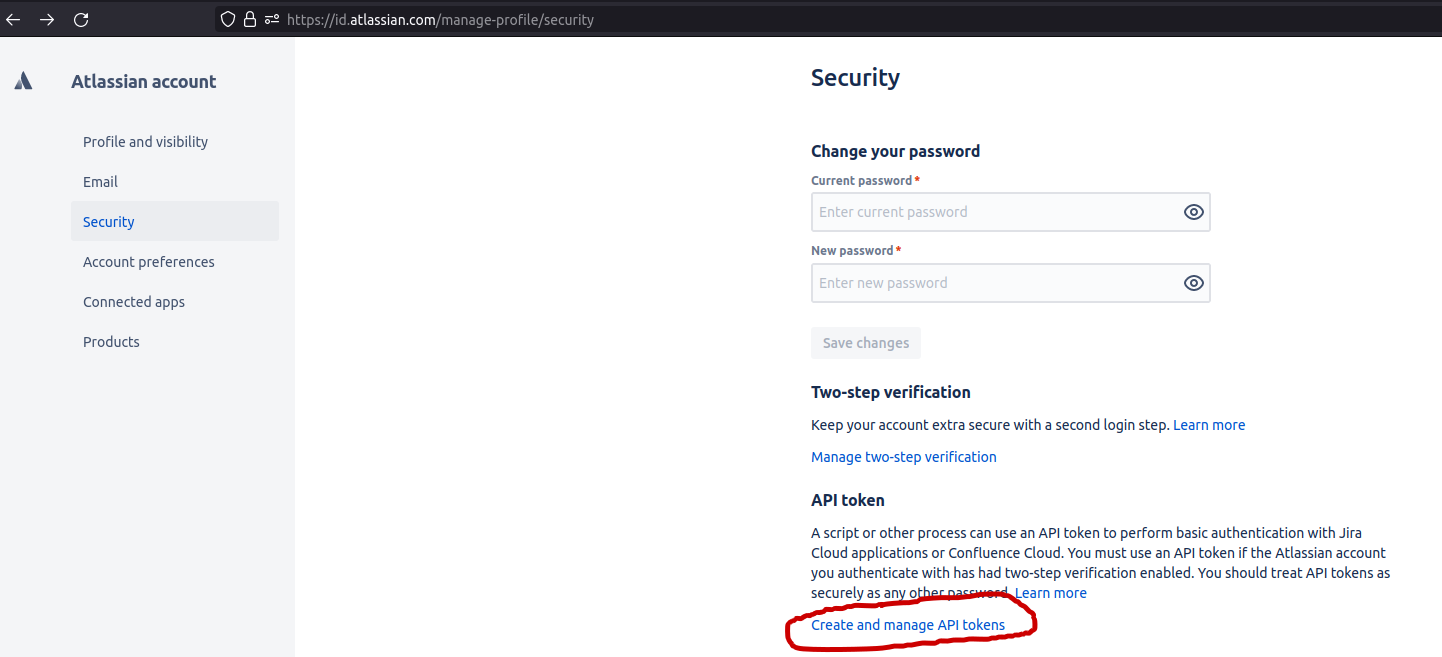 https://id.atlassian.com/manage-profile/security
Atlassian account
Profile and visibility
Email
Security
Account preferences
Connected apps
Products
Security
Change your password
Current password *
Enter current password
New password *
Enter new password
Save changes
Two-step verification
Keep your account extra secure with a second login step. Learn more
Manage two-step verification
API token
A script or other process can use an API token to perform basic authentication with Jira
Cloud applications or Confluence Cloud. You must use an API token if the Atlassian account
you authenticate with has had two-step verification enabled. You should treat API tokens as
securely as any other password. Learn more
Create and manage API tokens